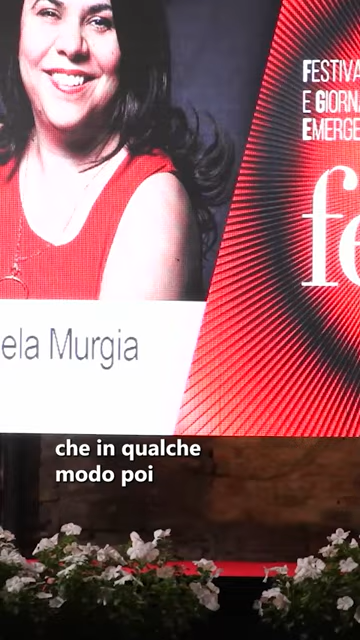 FESTIVA
E GIORNA
EMERGE
fe
ela Murgia
che in qualche
modo poi